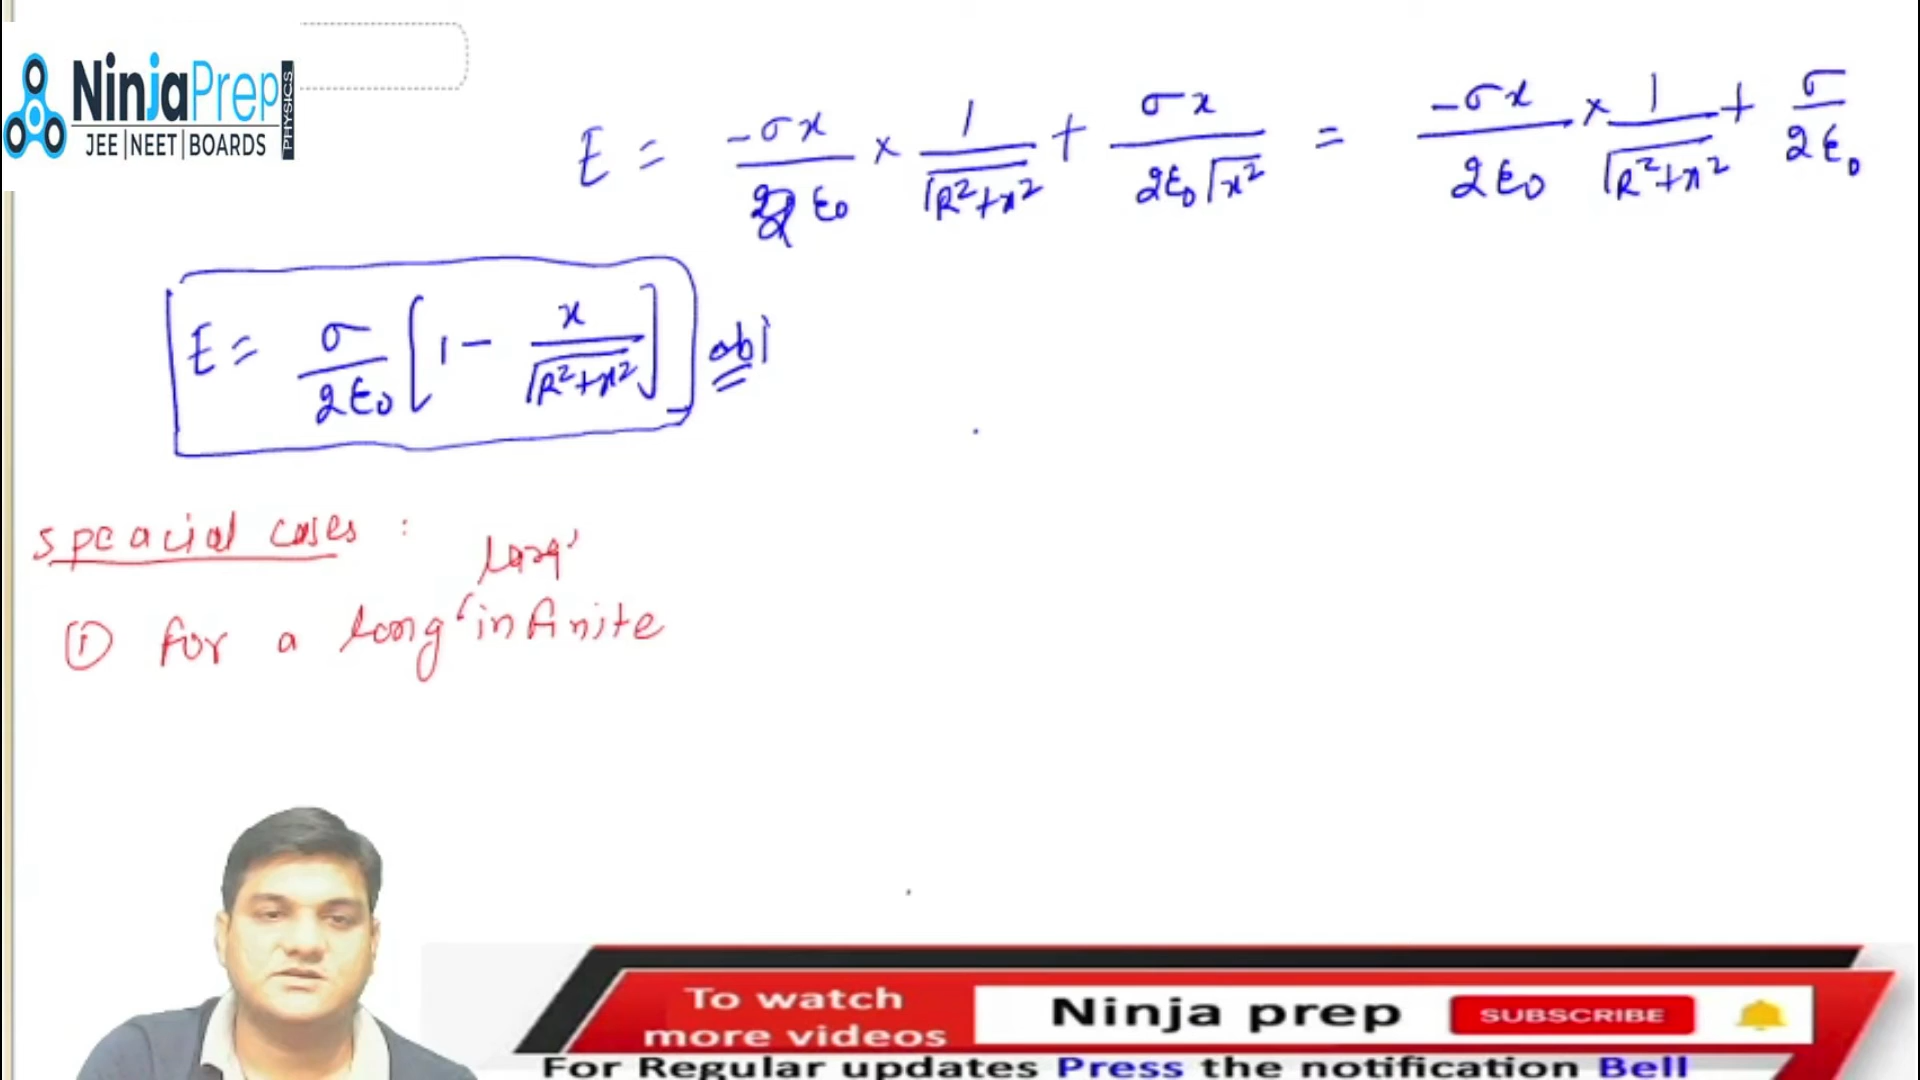 NinjaPrep
PHYSICS
JEE|NEET|BOARDS
E = -σx/2ε₀ × 1/√R²+x² + σx/2ε₀√x² = -σx/2ε₀ × 1/√R²+x² + σ/2ε₀
E = σ/2ε₀ [1 - x/√R²+x²]
speacial cases :
① for a long infinite
To watch
more videos
Ninja prep
SUBSCRIBE
For Regular updates Press the notification Bell